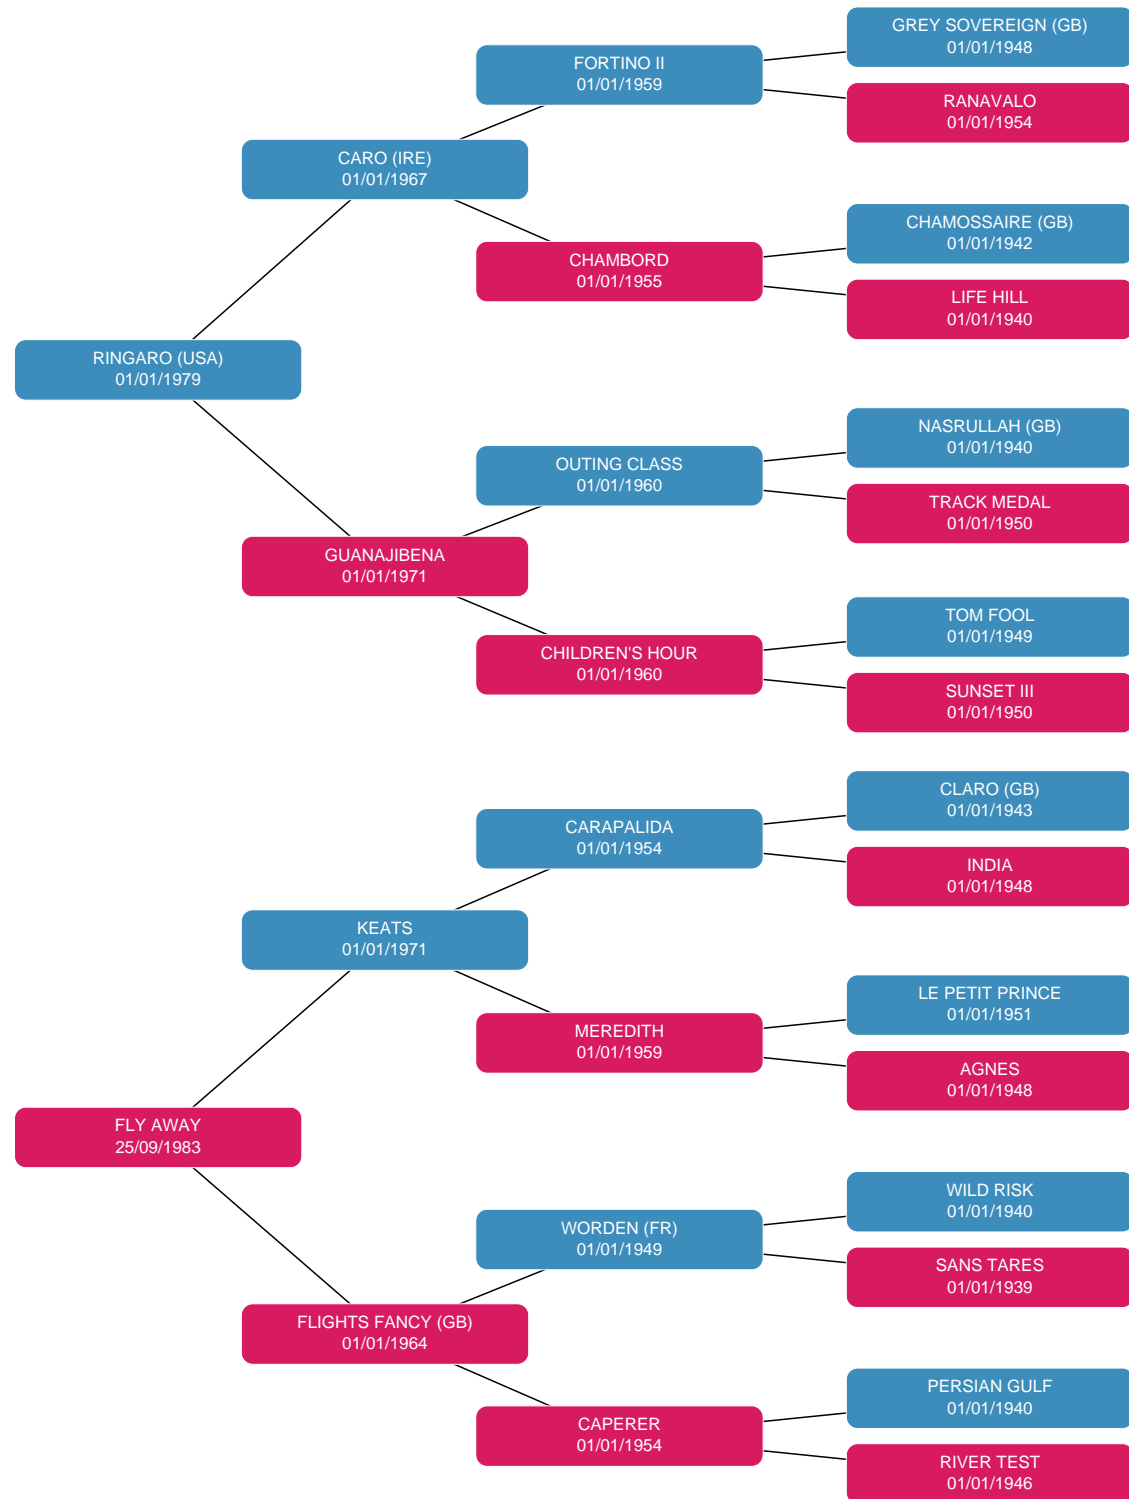 GREY SOVEREIGN (GB)
01/01/1948
FORTINO II
01/01/1959
RANAVALO
01/01/1954
CARO (IRE)
01/01/1967
CHAMOSSAIRE (GB)
01/01/1942
CHAMBORD
01/01/1955
LIFE HILL
01/01/1940
RINGARO (USA)
01/01/1979
NASRULLAH (GB)
01/01/1940
OUTING CLASS
01/01/1960
TRACK MEDAL
01/01/1950
GUANAJIBENA
01/01/1971
TOM FOOL
01/01/1949
CHILDREN'S HOUR
01/01/1960
SUNSET III
01/01/1950
CLARO (GB)
01/01/1943
CARAPALIDA
01/01/1954
INDIA
01/01/1948
KEATS
01/01/1971
LE PETIT PRINCE
01/01/1951
MEREDITH
01/01/1959
AGNES
01/01/1948
FLY AWAY
25/09/1983
WILD RISK
01/01/1940
WORDEN (FR)
01/01/1949
SANS TARES
01/01/1939
FLIGHTS FANCY (GB)
01/01/1964
PERSIAN GULF
01/01/1940
CAPERER
01/01/1954
RIVER TEST
01/01/1946